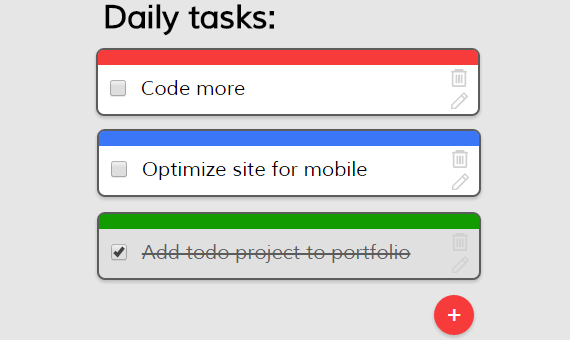 Daily tasks:
Code more
Optimize site for mobile
Add todo project to portfolio
+